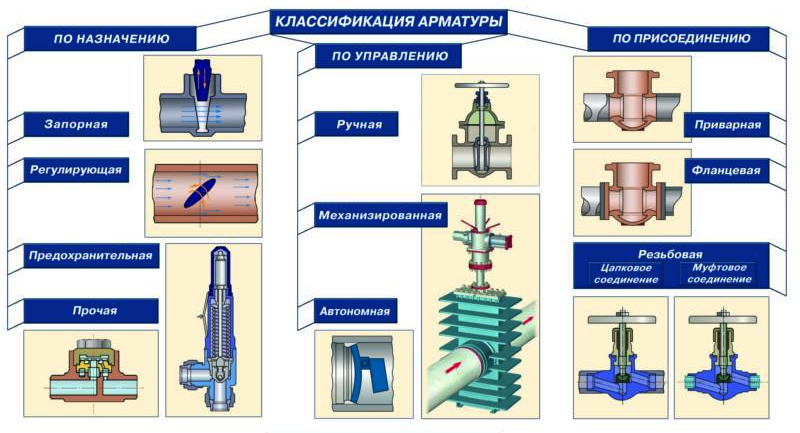 КЛАССИФИКАЦИЯ АРМАТУРЫ
ПО НАЗНАЧЕНИЮ
Запорная
Регулирующая
Предохранительная
Прочая
ПО УПРАВЛЕНИЮ
Ручная
Механизированная
Автономная
ПО ПРИСОЕДИНЕНИЮ
Приварная
Фланцевая
Резьбовая
Цапковое
соединение
Муфтовое
соединение